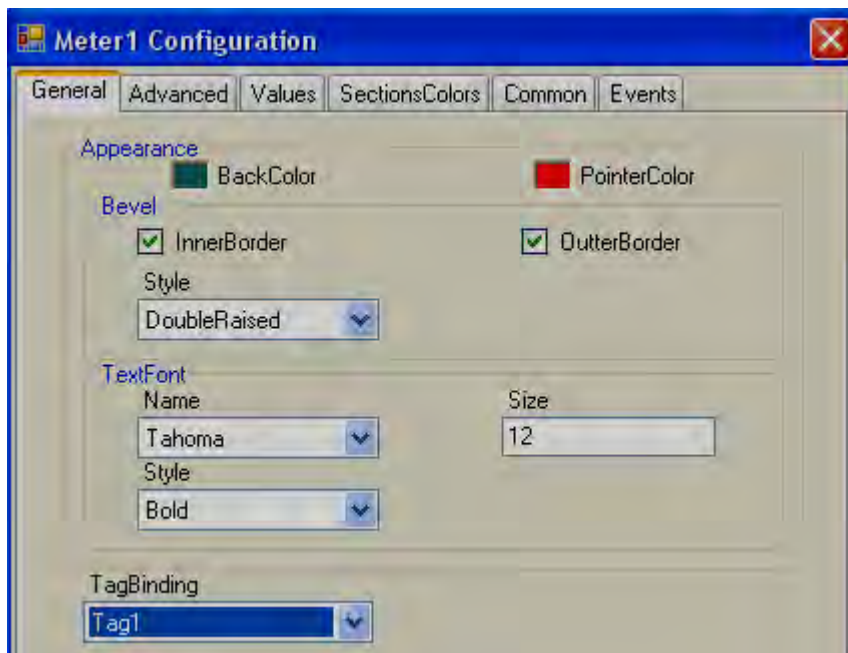 Meter1 Configuration
General Advanced Values SectionsColors Common Events
Appearance
BackColor PointerColor
Bevel
InnerBorder OutterBorder
Style
DoubleRaised
TextFont
Name Size
Tahoma 12
Style
Bold
TagBinding
Tag1